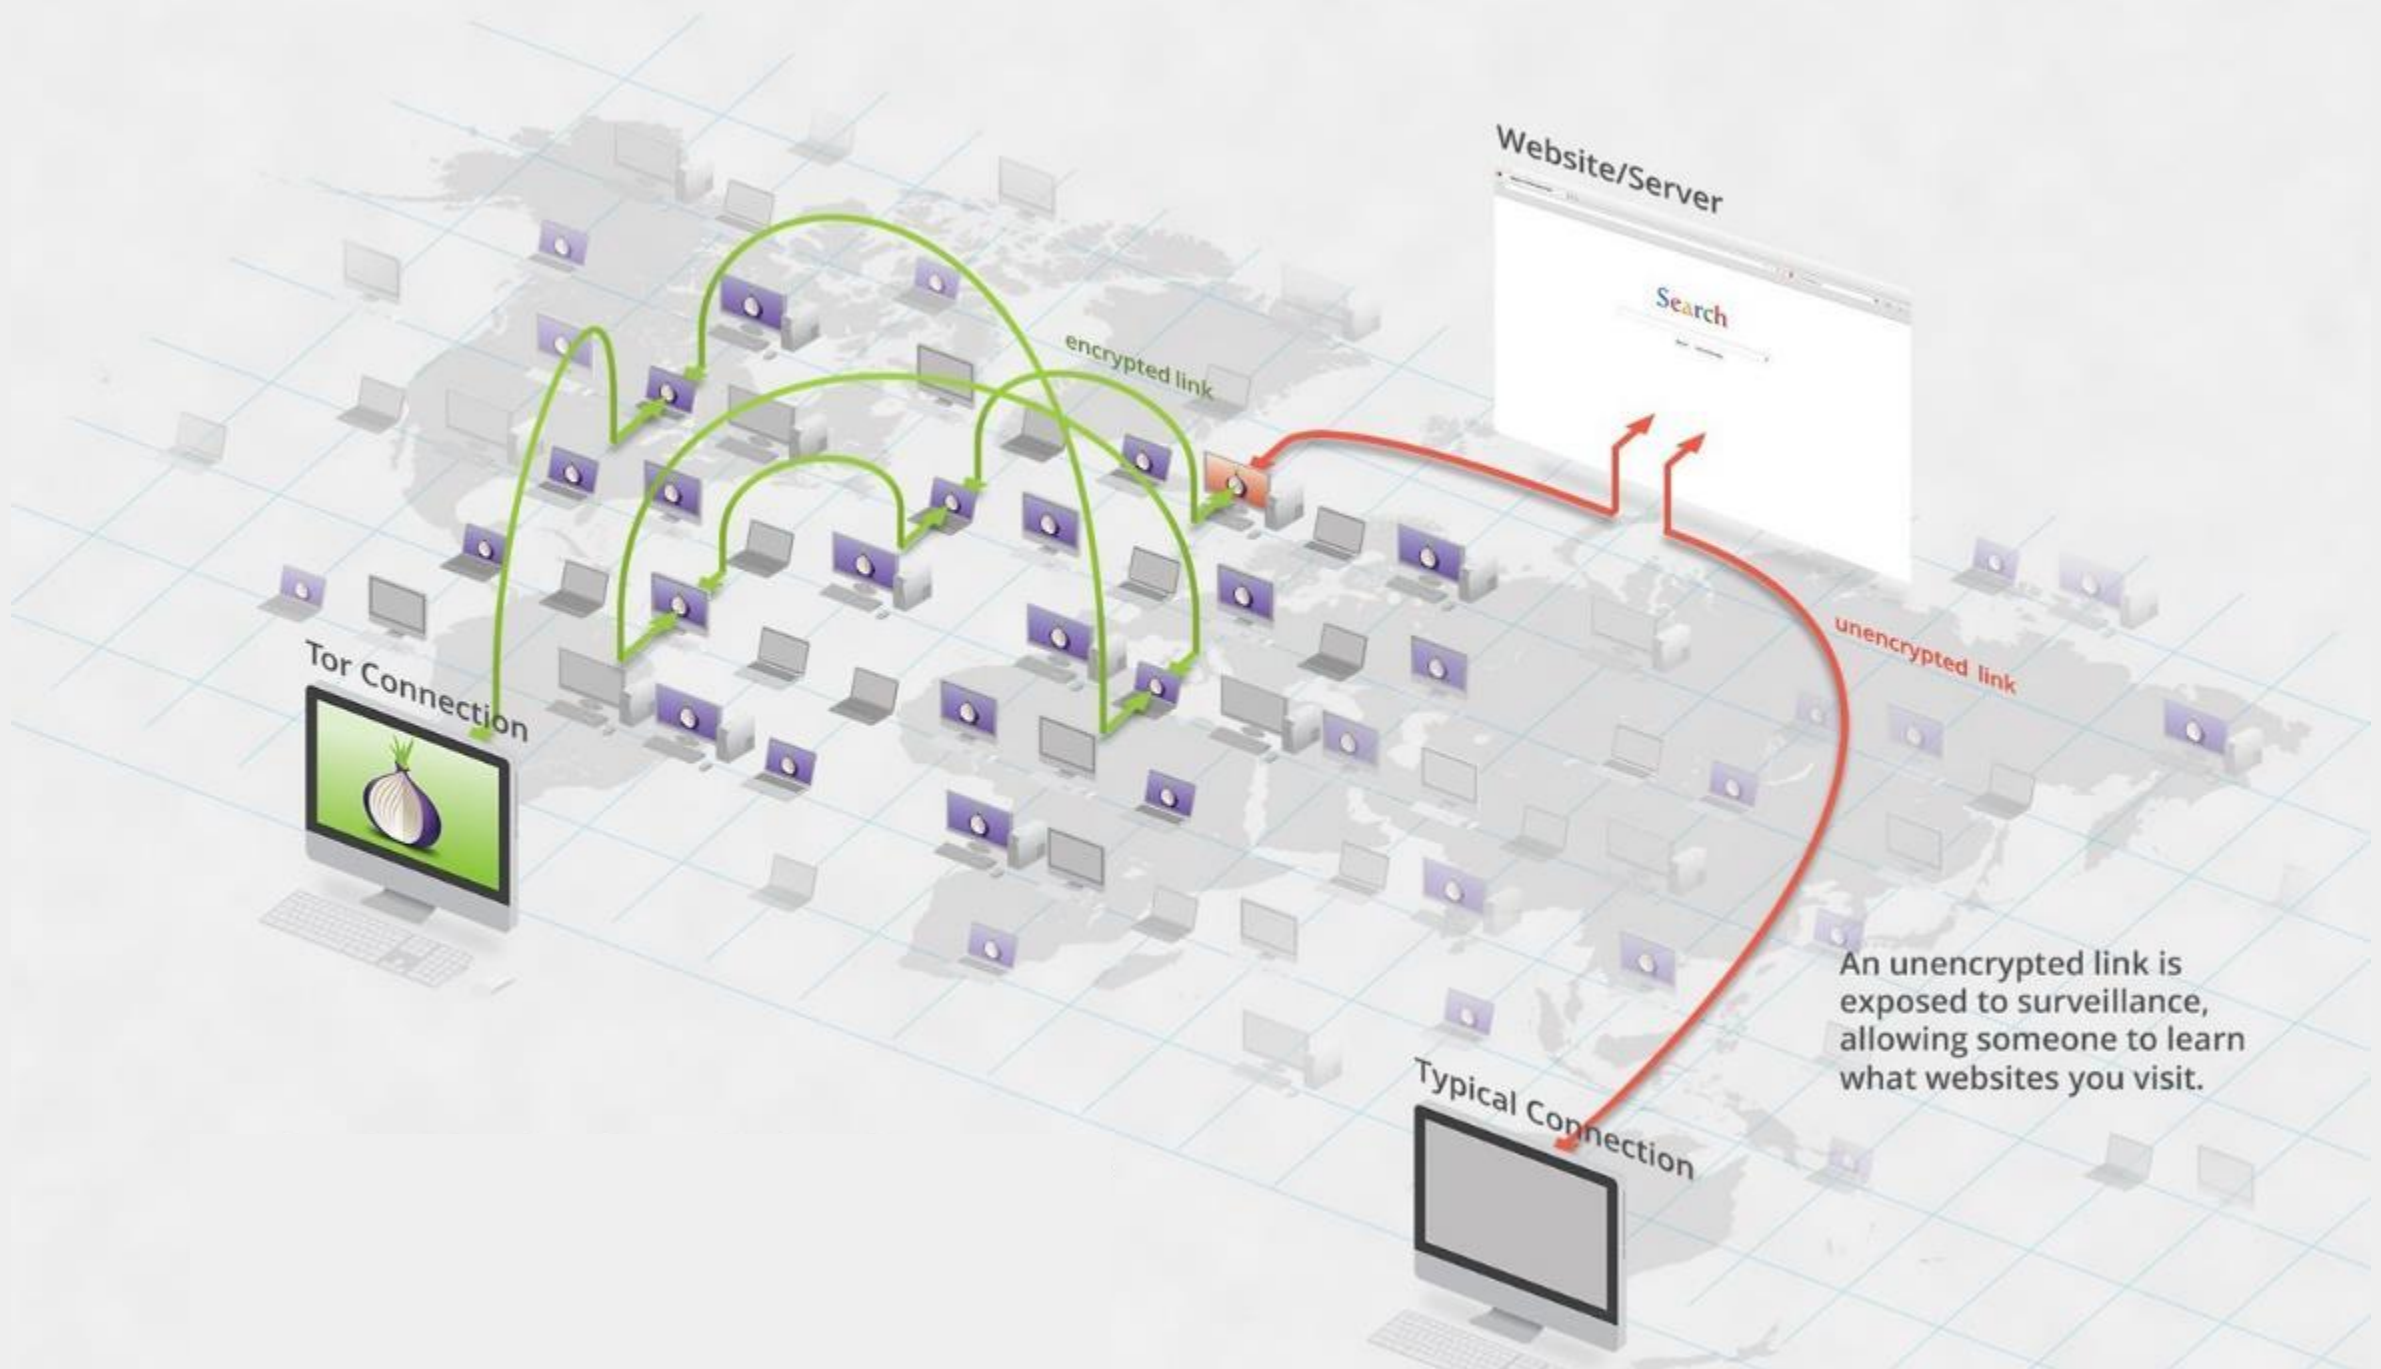 Website/Server
Search
encrypted link
unencrypted link
Tor Connection
An unencrypted link is
exposed to surveillance,
allowing someone to learn
what websites you visit.
Typical Connection